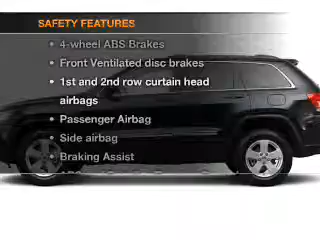 SAFETY FEATURES
• 4-wheel ABS Brakes
• Front Ventilated disc brakes
• 1st and 2nd row curtain head
airbags
• Passenger Airbag
• Side airbag
• Braking Assist